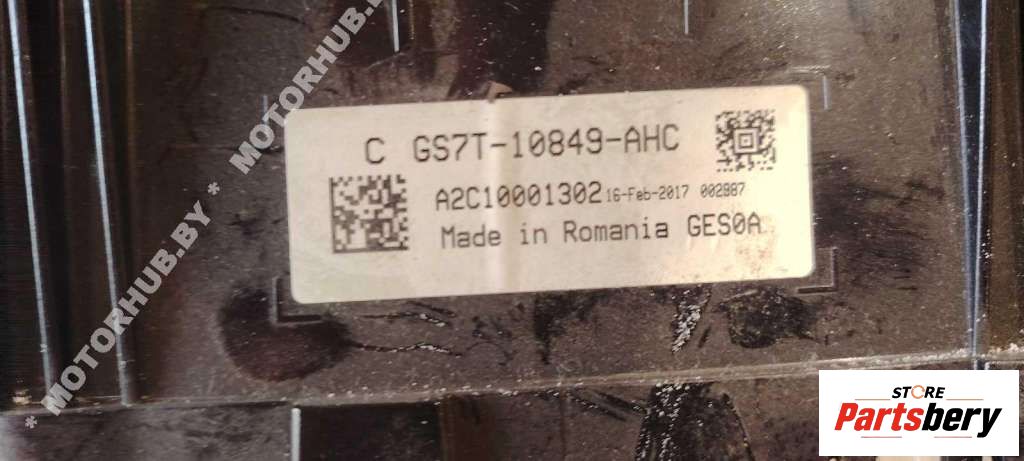 * MOTORHUB.BY * MOTORHUB.BY
C GS7T-10849-AHC
A2C10001302 16-Feb-2017 002987
Made in Romania GES0A
STORE
Partsbery